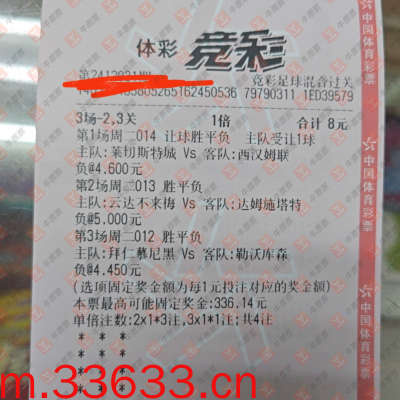 体彩 竞彩
竞彩足球混合过关
79790311 1ED39579
3场-2,3关 1倍 合计 8元
第1场周二014 让球胜平负 主队受让1球
主队:莱切斯特城 Vs 客队:西汉姆联
负@4.600元
第2场周二013 胜平负
主队:云达不来梅 Vs 客队:达姆施塔特
负@5.000元
第3场周二012 胜平负
主队:拜仁慕尼黑 Vs 客队:勒沃库森
负@4.450元
(选项固定奖金额为每1元投注对应的奖金额)
本票最高可能固定奖金:336.14元
单倍注数:2x1*3注,3x1*1注;共4注
* * *
* * *
* * *
* * *
m.33633.cn
中国体育彩票
中国体育彩票